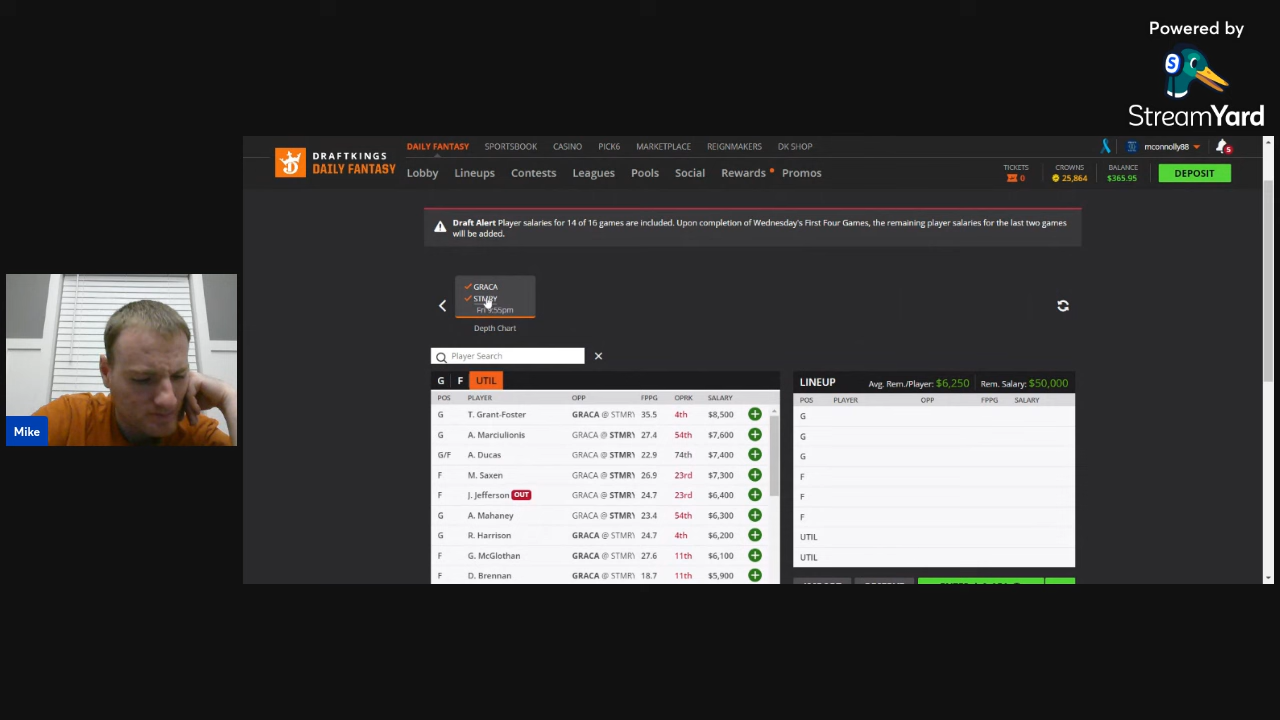 Powered by
S
StreamYard
DRAFTKINGS
DAILY FANTASY
DAILY FANTASY SPORTSBOOK CASINO PICK6 MARKETPLACE REIGNMAKERS DK SHOP
mcconnolly88 5
Lobby Lineups Contests Leagues Pools Social Rewards Promos
TICKETS CROWNS BALANCE
0 25,864 $365.95
DEPOSIT
Draft Alert Player salaries for 14 of 16 games are included. Upon completion of Wednesday's First Four Games, the remaining player salaries for the last two games
will be added.
GRACA
STMRY
Fri 9:55pm
Depth Chart
Player Search
G F UTIL
POS PLAYER OPP FPPG OPRK SALARY
G T. Grant-Foster GRACA @ STMRY 35.5 4th $8,500
G A. Marciulionis GRACA @ STMRY 27.4 54th $7,600
G/F A. Ducas GRACA @ STMRY 22.9 74th $7,400
F M. Saxen GRACA @ STMRY 26.9 23rd $7,300
F J. Jefferson OUT GRACA @ STMRY 24.7 23rd $6,400
G A. Mahaney GRACA @ STMRY 23.4 54th $6,300
G R. Harrison GRACA @ STMRY 24.7 4th $6,200
F G. McGlothan GRACA @ STMRY 27.6 11th $6,100
F D. Brennan GRACA @ STMRY 18.7 11th $5,900
LINEUP Avg. Rem./Player: $6,250 Rem. Salary: $50,000
POS PLAYER OPP FPPG SALARY
G
G
G
F
F
F
UTIL
UTIL
Mike